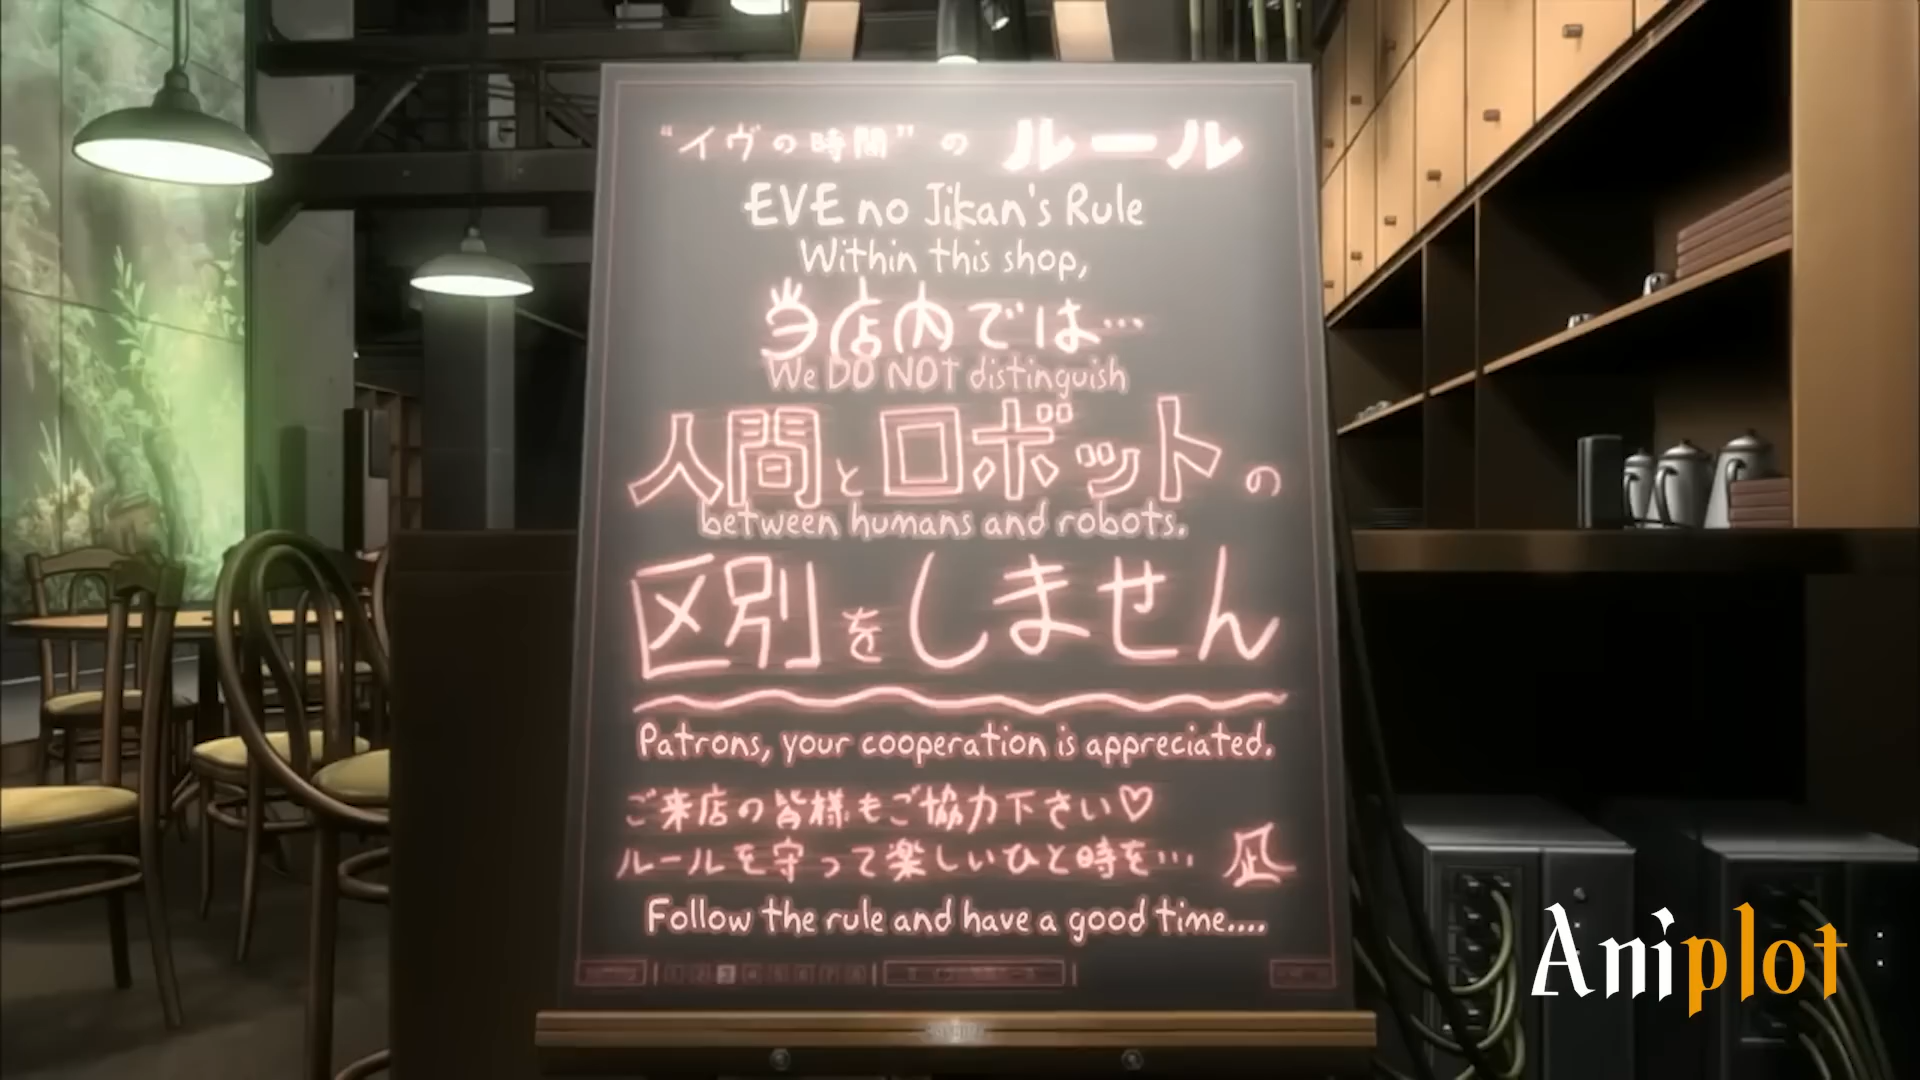 “イヴの時間”の ルール
EVE no Jikan's Rule
Within this shop,
当店内では…
We DO NOT distinguish
人間とロボットの
between humans and robots.
区別をしません
Patrons, your cooperation is appreciated.
ご来店の皆様もご協力下さい♡
ルールを守って楽しいひと時を… 凪
Follow the rule and have a good time....
Aniplot